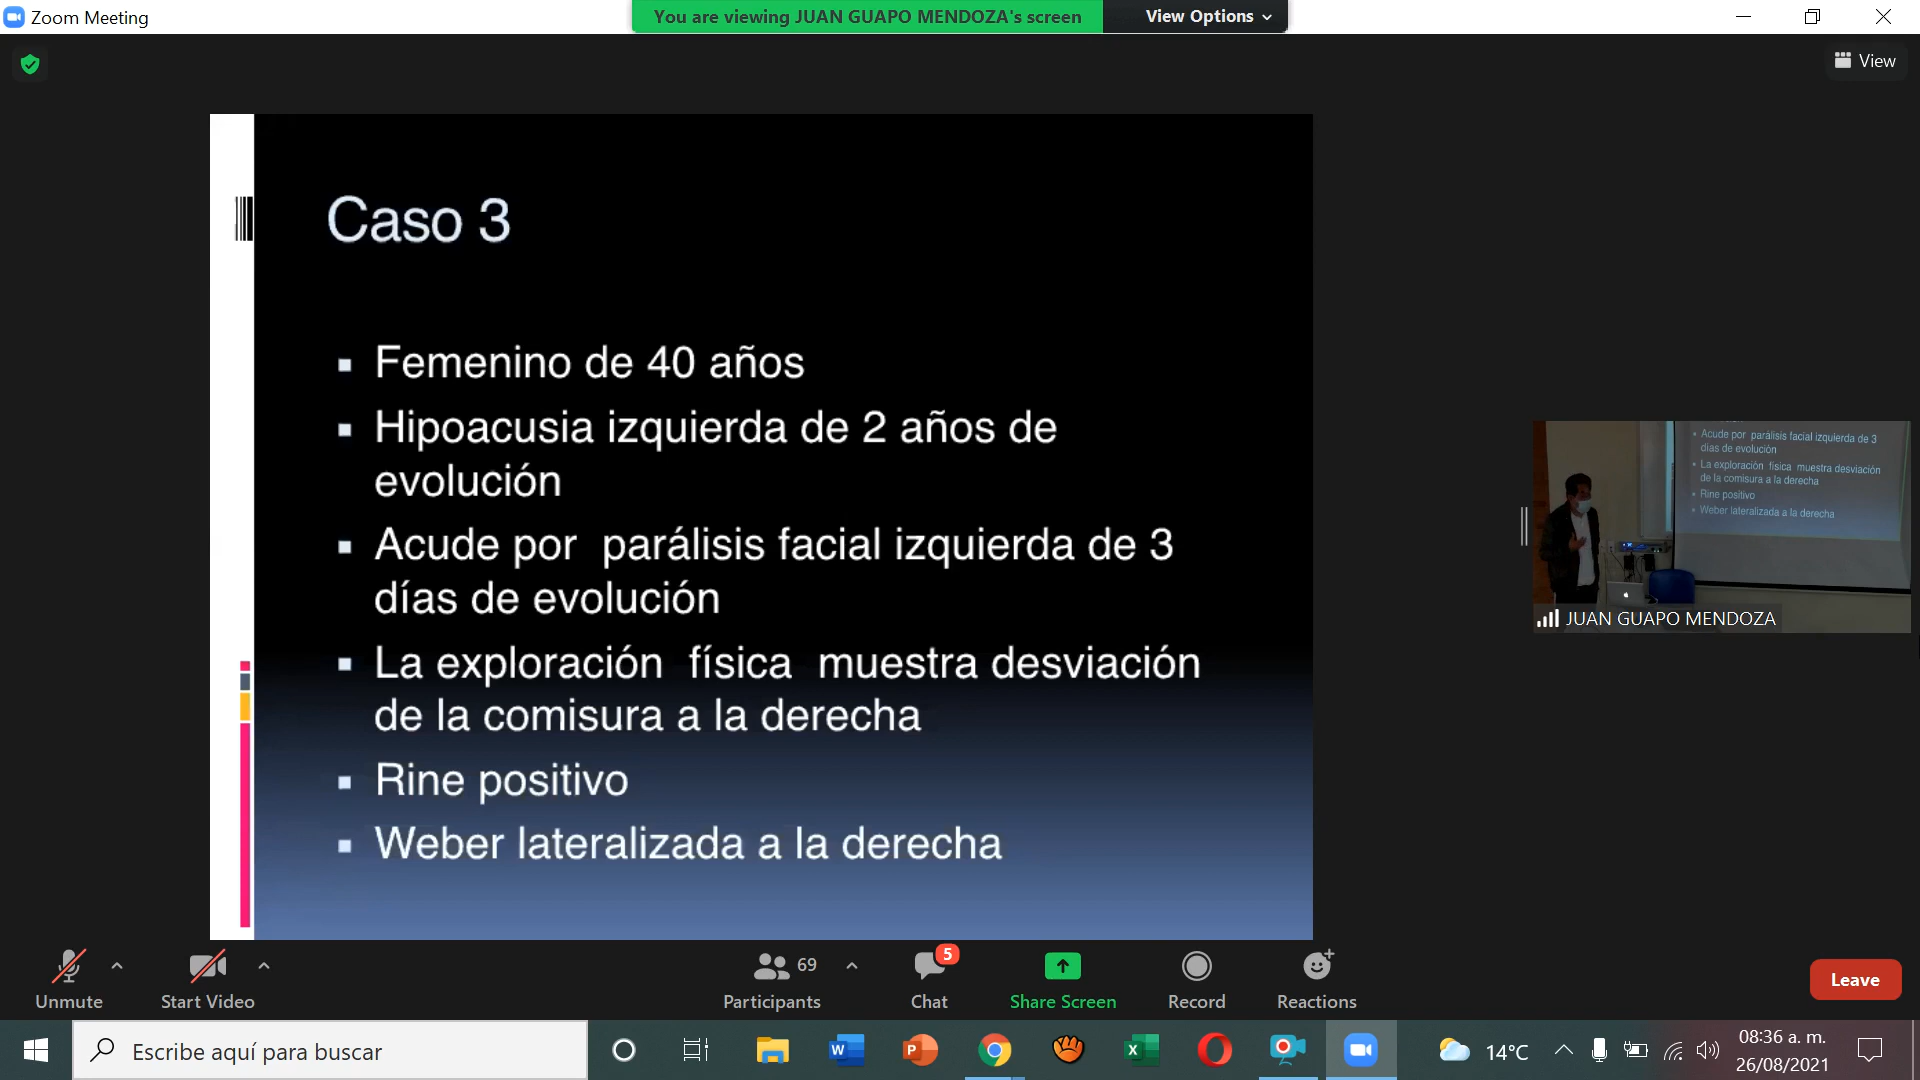 Zoom Meeting
You are viewing JUAN GUAPO MENDOZA's screen
View Options
View
Caso 3
Femenino de 40 años
Hipoacusia izquierda de 2 años de
evolución
Acude por parálisis facial izquierda de 3
días de evolución
La exploración física muestra desviación
de la comisura a la derecha
Rine positivo
Weber lateralizada a la derecha
Acude por parálisis facial izquierda de 3
días de evolución
La exploración física muestra desviación
de la comisura a la derecha
Rine positivo
Weber lateralizada a la derecha
JUAN GUAPO MENDOZA
Unmute
Start Video
69
Participants
5
Chat
Share Screen
Record
Reactions
Leave
Escribe aquí para buscar
14°C
08:36 a. m.
26/08/2021